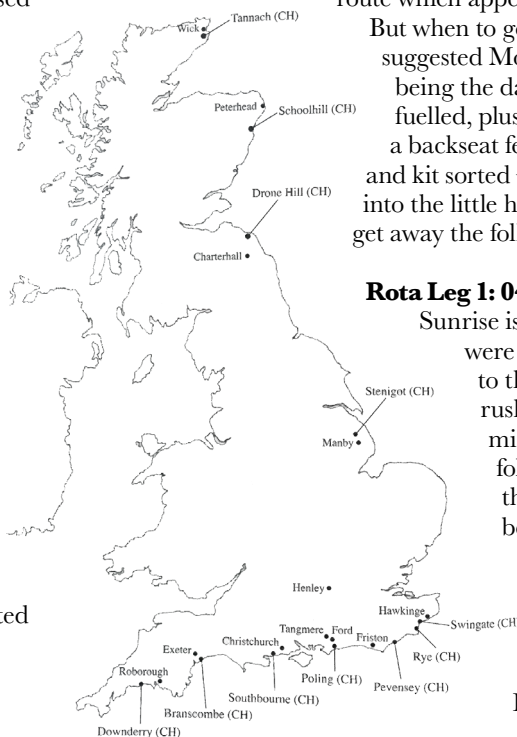 sed
route which appo
But when to go
suggested Mo
being the da
fuelled, plus
a backseat fe
and kit sorted
into the little h
get away the fol
Rota Leg 1: 04
Sunrise is
were
to th
rush
mi
fol
th
be
ted
Tannach (CH)
Wick
Peterhead
Schoolhill (CH)
Drone Hill (CH)
Charterhall
Stenigot (CH)
Manby
Henley
Hawkinge
Swingate (CH
Tangmere
Ford
Friston
Rye (CH)
Christchurch
Exeter
Poling (CH)
Pevensey (CH)
Roborough
Southbourne (CH)
Branscombe (CH)
Downderry (CH)